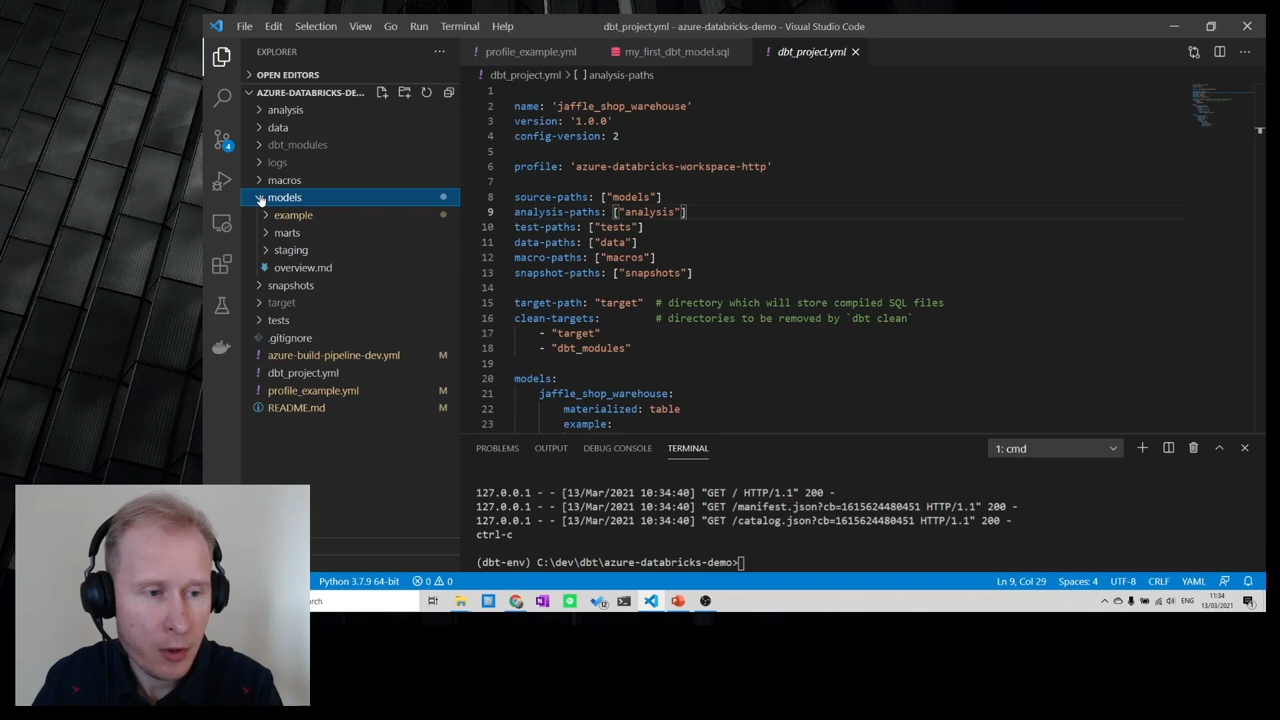 File Edit Selection View Go Run Terminal Help
dbt_project.yml - azure-databricks-demo - Visual Studio Code
EXPLORER
OPEN EDITORS
AZURE-DATABRICKS-DE...
analysis
data
dbt_modules
logs
macros
models
example
marts
staging
overview.md
snapshots
target
tests
.gitignore
azure-build-pipeline-dev.yml M
dbt_project.yml
profile_example.yml M
README.md M
4
profile_example.yml my_first_dbt_model.sql dbt_project.yml
dbt_project.yml > [ ] analysis-paths
1
2 name: 'jaffle_shop_warehouse'
3 version: '1.0.0'
4 config-version: 2
5
6 profile: 'azure-databricks-workspace-http'
7
8 source-paths: ["models"]
9 analysis-paths: ["analysis"]
10 test-paths: ["tests"]
11 data-paths: ["data"]
12 macro-paths: ["macros"]
13 snapshot-paths: ["snapshots"]
14
15 target-path: "target" # directory which will store compiled SQL files
16 clean-targets: # directories to be removed by `dbt clean`
17 - "target"
18 - "dbt_modules"
19
20 models:
21 jaffle_shop_warehouse:
22 materialized: table
23 example:
PROBLEMS OUTPUT DEBUG CONSOLE TERMINAL
1: cmd
127.0.0.1 - - [13/Mar/2021 10:34:40] "GET / HTTP/1.1" 200 -
127.0.0.1 - - [13/Mar/2021 10:34:40] "GET /manifest.json?cb=1615624480451 HTTP/1.1" 200 -
127.0.0.1 - - [13/Mar/2021 10:34:40] "GET /catalog.json?cb=1615624480451 HTTP/1.1" 200 -
ctrl-c
(dbt-env) C:\dev\dbt\azure-databricks-demo>
Python 3.7.9 64-bit 0 0
Ln 9, Col 29 Spaces: 4 UTF-8 CRLF YAML
12
ENG
11:34
13/03/2021